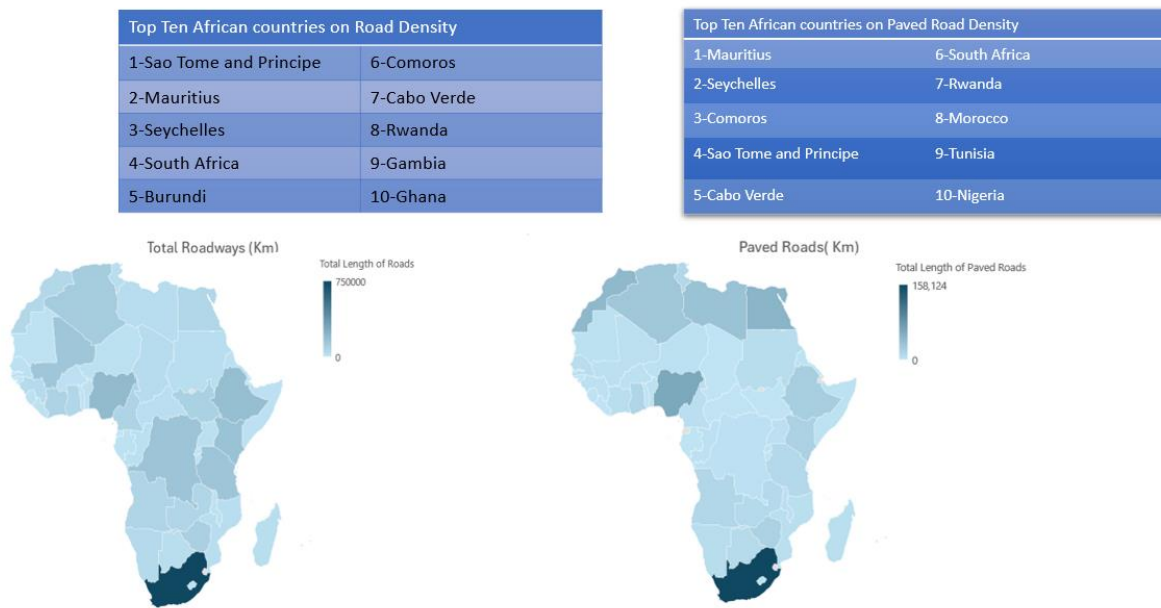 Top Ten African countries on Road Density
1-Sao Tome and Principe 6-Comoros
2-Mauritius 7-Cabo Verde
3-Seychelles 8-Rwanda
4-South Africa 9-Gambia
5-Burundi 10-Ghana
Top Ten African countries on Paved Road Density
1-Mauritius 6-South Africa
2-Seychelles 7-Rwanda
3-Comoros 8-Morocco
4-Sao Tome and Principe 9-Tunisia
5-Cabo Verde 10-Nigeria
Total Roadways (Km)
Total Length of Roads
750000
0
Paved Roads( Km)
Total Length of Paved Roads
158,124
0